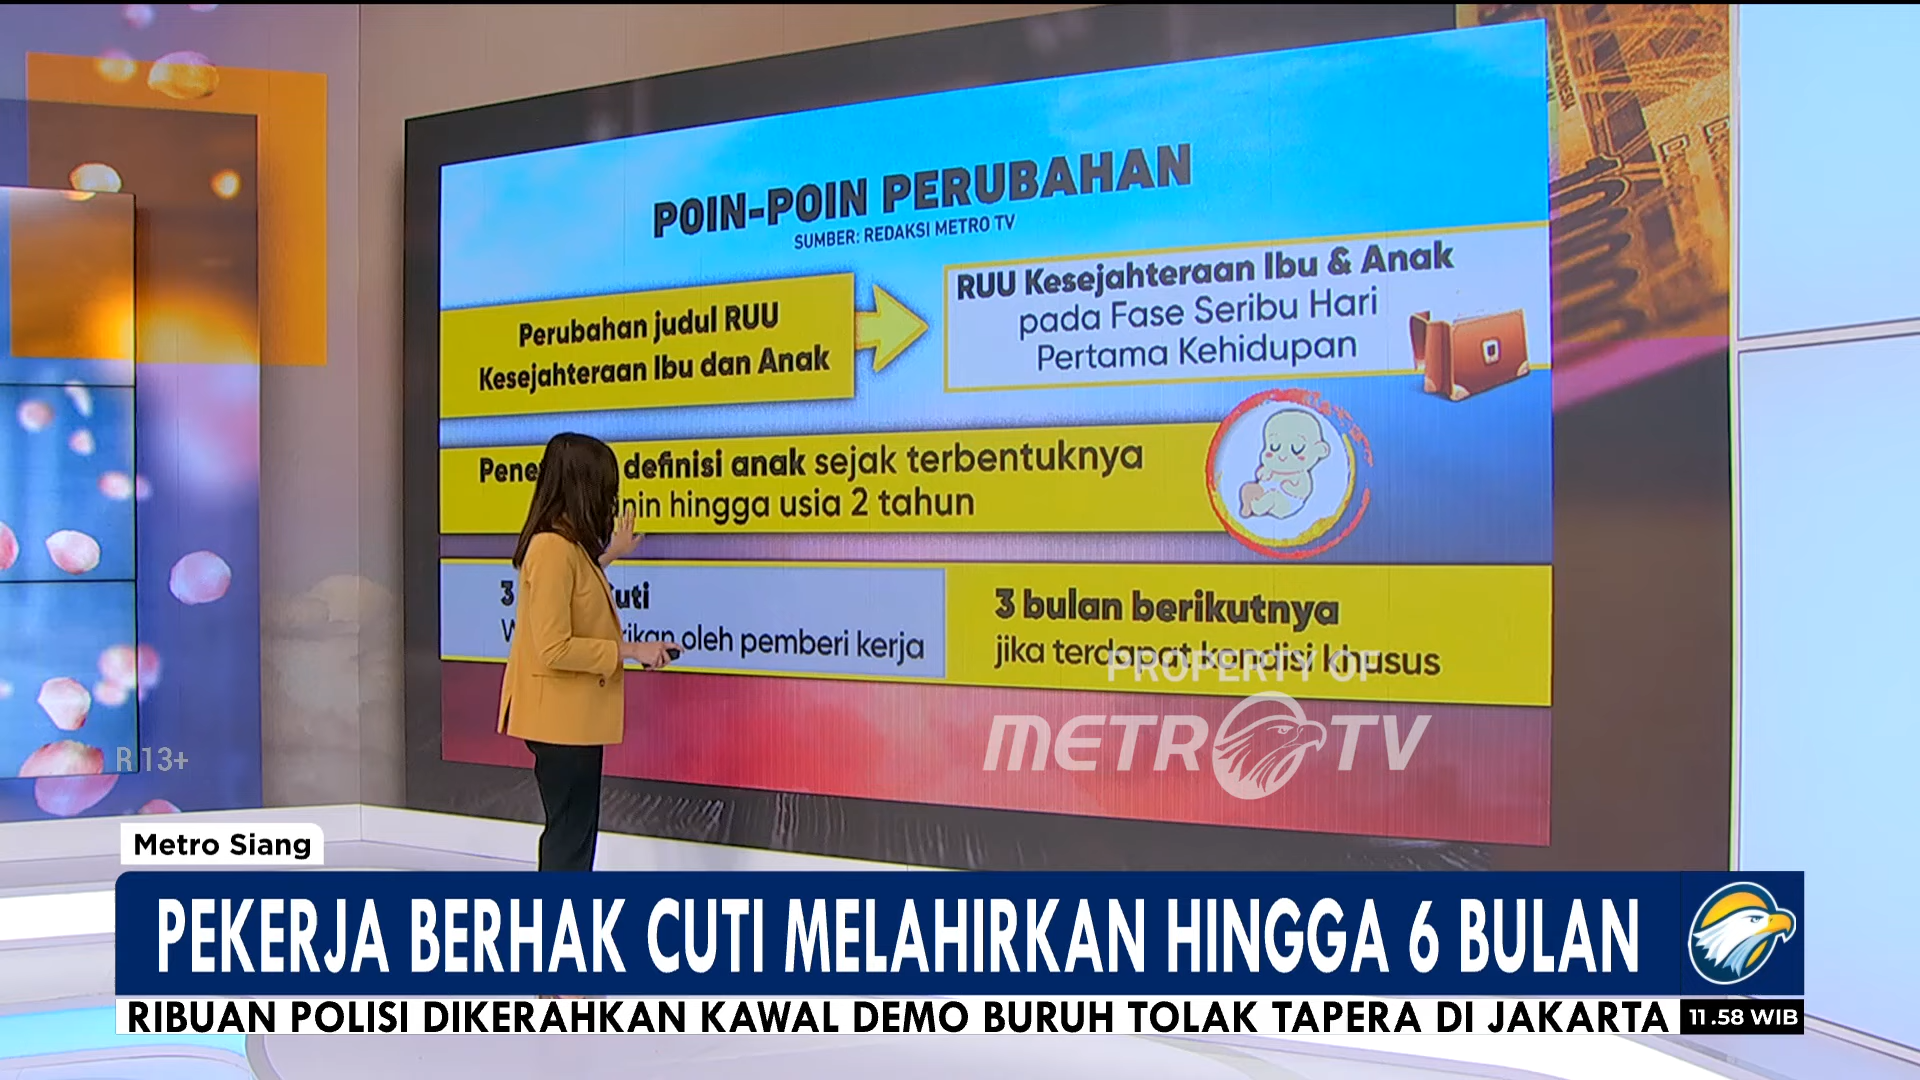 POIN-POIN PERUBAHAN
SUMBER: REDAKSI METRO TV
Perubahan judul RUU
Kesejahteraan Ibu dan Anak
RUU Kesejahteraan Ibu & Anak
pada Fase Seribu Hari
Pertama Kehidupan
definisi anak sejak terbentuknya
hingga usia 2 tahun
3
oleh pemberi kerja
3 bulan berikutnya
jika terdapat kondisi khusus
PROPERTY OF
METRO TV
R 13+
Metro Siang
PEKERJA BERHAK CUTI MELAHIRKAN HINGGA 6 BULAN
RIBUAN POLISI DIKERAHKAN KAWAL DEMO BURUH TOLAK TAPERA DI JAKARTA
11.58 WIB